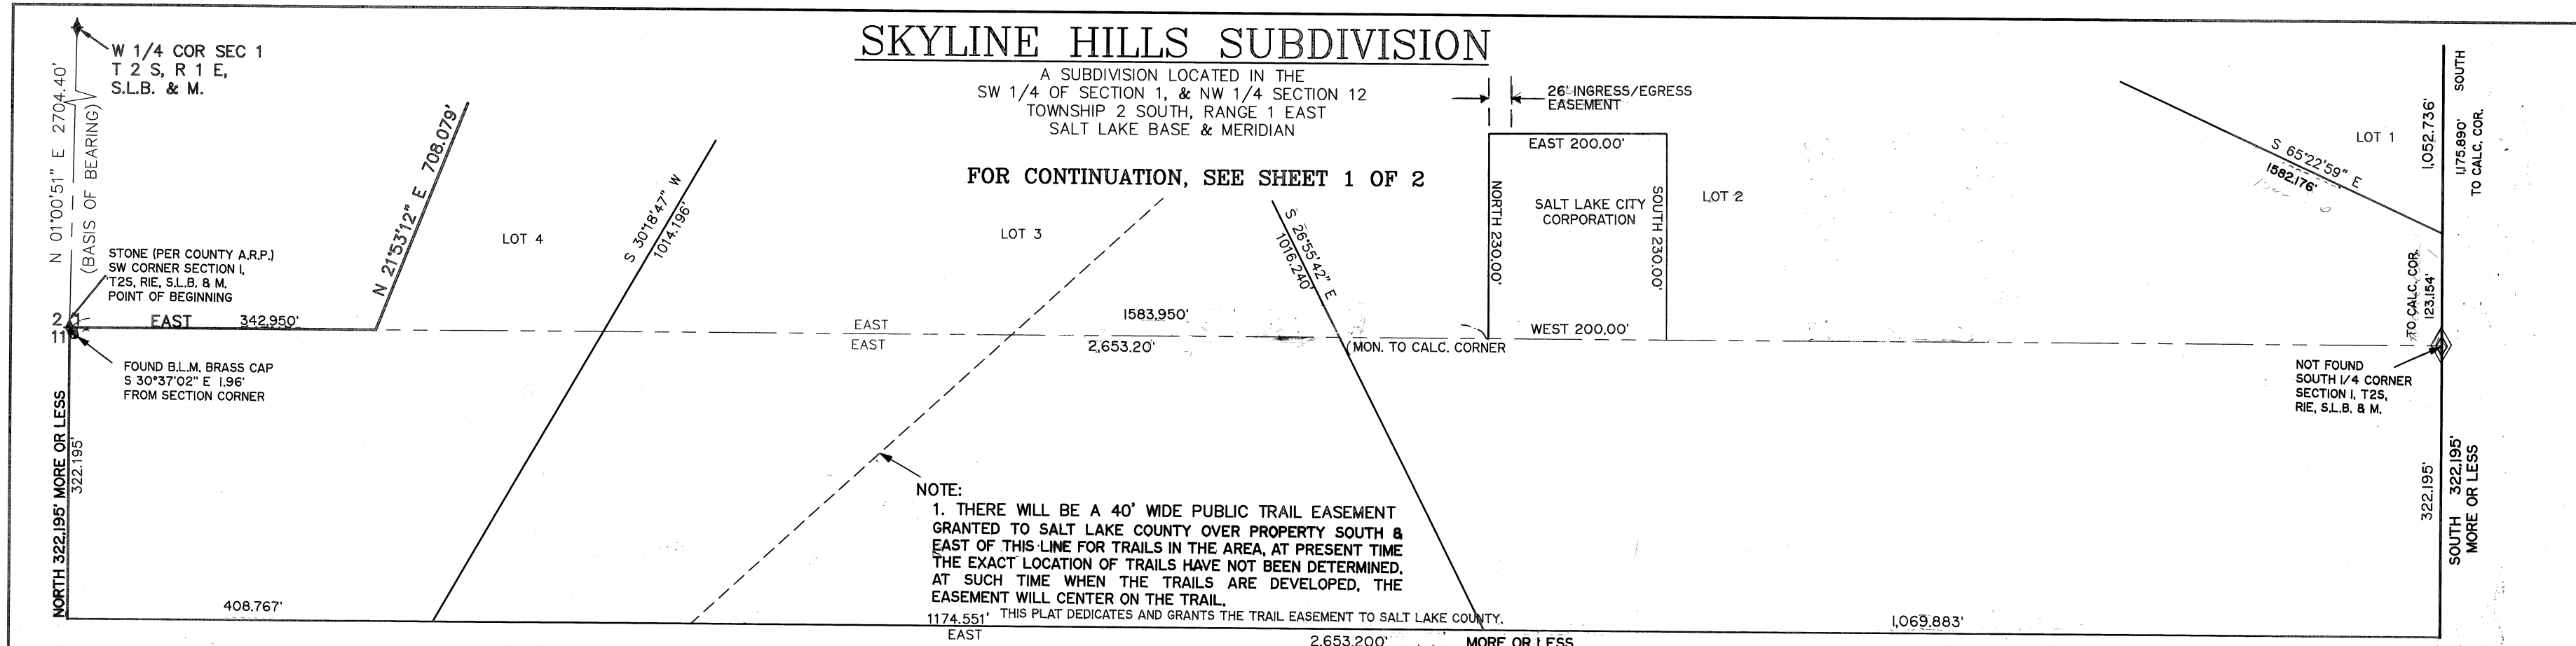 SKYLINE HILLS SUBDIVISION
A SUBDIVISION LOCATED IN THE
SW 1/4 OF SECTION 1, & NW 1/4 SECTION 12
TOWNSHIP 2 SOUTH, RANGE 1 EAST
SALT LAKE BASE & MERIDIAN
FOR CONTINUATION, SEE SHEET 1 OF 2
W 1/4 COR SEC 1
T 2 S, R 1 E,
S.L.B. & M.
N 01°00'51" E 2704.40'
(BASIS OF BEARING)
STONE (PER COUNTY A.R.P.)
SW CORNER SECTION 1,
T2S, R1E, S.L.B. & M.
POINT OF BEGINNING
2
1
11
EAST 342.950'
FOUND B.L.M. BRASS CAP
S 30°37'02" E 1.96'
FROM SECTION CORNER
NORTH 322.195' MORE OR LESS
322.195'
408.767'
N 21°53'12" E 708.079'
LOT 4
S 30°18'47" W
1014.196'
LOT 3
EAST
1583.950'
EAST
2,653.20'
(MON. TO CALC. CORNER
S 26°55'42" E
1016.240'
26' INGRESS/EGRESS
EASEMENT
EAST 200.00'
NORTH 230.00'
SALT LAKE CITY
CORPORATION
SOUTH 230.00'
WEST 200.00'
LOT 2
LOT 1
S 65°22'59" E
1582.176'
1,052.736'
SOUTH
1,175.890'
TO CALC. COR.
TO CALC. COR.
123.154'
NOT FOUND
SOUTH 1/4 CORNER
SECTION 1, T2S,
R1E, S.L.B. & M.
322.195'
SOUTH 322.195'
MORE OR LESS
NOTE:
1. THERE WILL BE A 40' WIDE PUBLIC TRAIL EASEMENT
GRANTED TO SALT LAKE COUNTY OVER PROPERTY SOUTH &
EAST OF THIS LINE FOR TRAILS IN THE AREA, AT PRESENT TIME
THE EXACT LOCATION OF TRAILS HAVE NOT BEEN DETERMINED.
AT SUCH TIME WHEN THE TRAILS ARE DEVELOPED, THE
EASEMENT WILL CENTER ON THE TRAIL.
THIS PLAT DEDICATES AND GRANTS THE TRAIL EASEMENT TO SALT LAKE COUNTY.
1174.551'
1,069.883'
EAST 2,653.200' MORE OR LESS